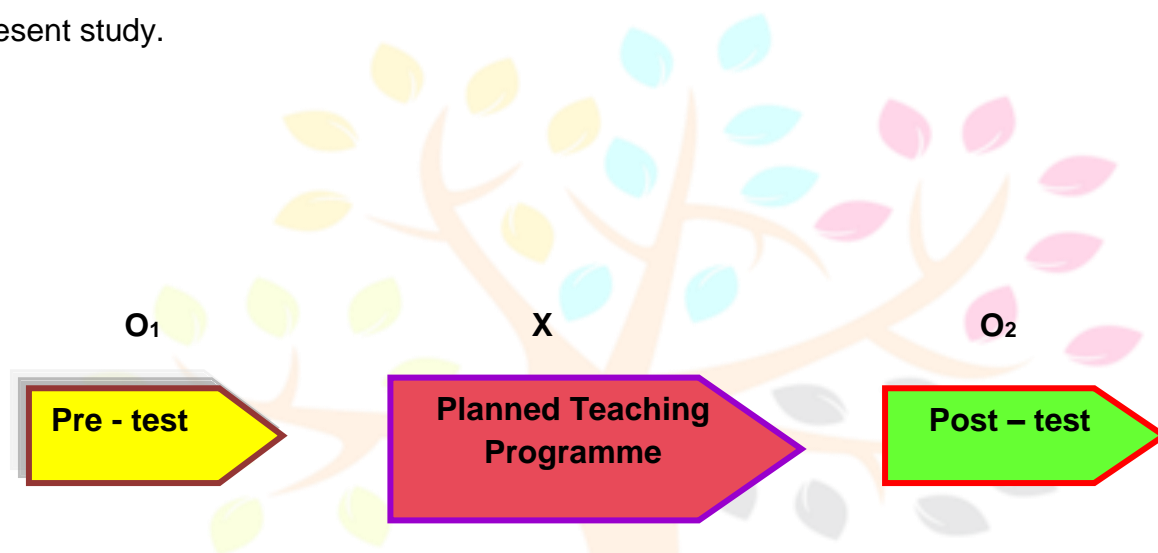 esent study.
O1 X O2
Pre - test
Planned Teaching
Programme
Post – test